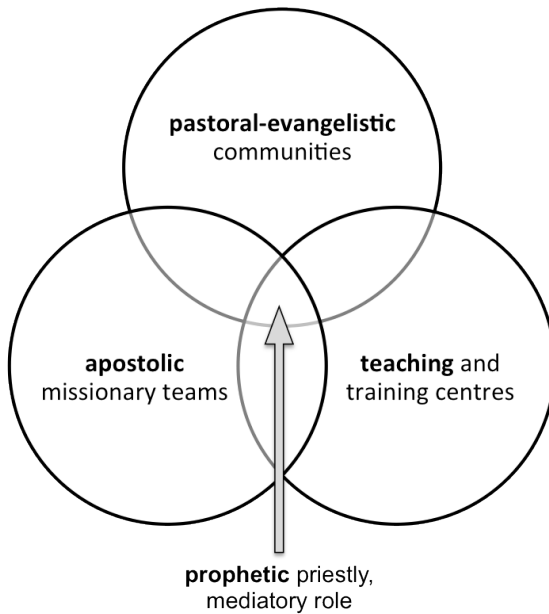 pastoral-evangelistic
communities
apostolic
missionary teams
teaching and
training centres
prophetic priestly,
mediatory role